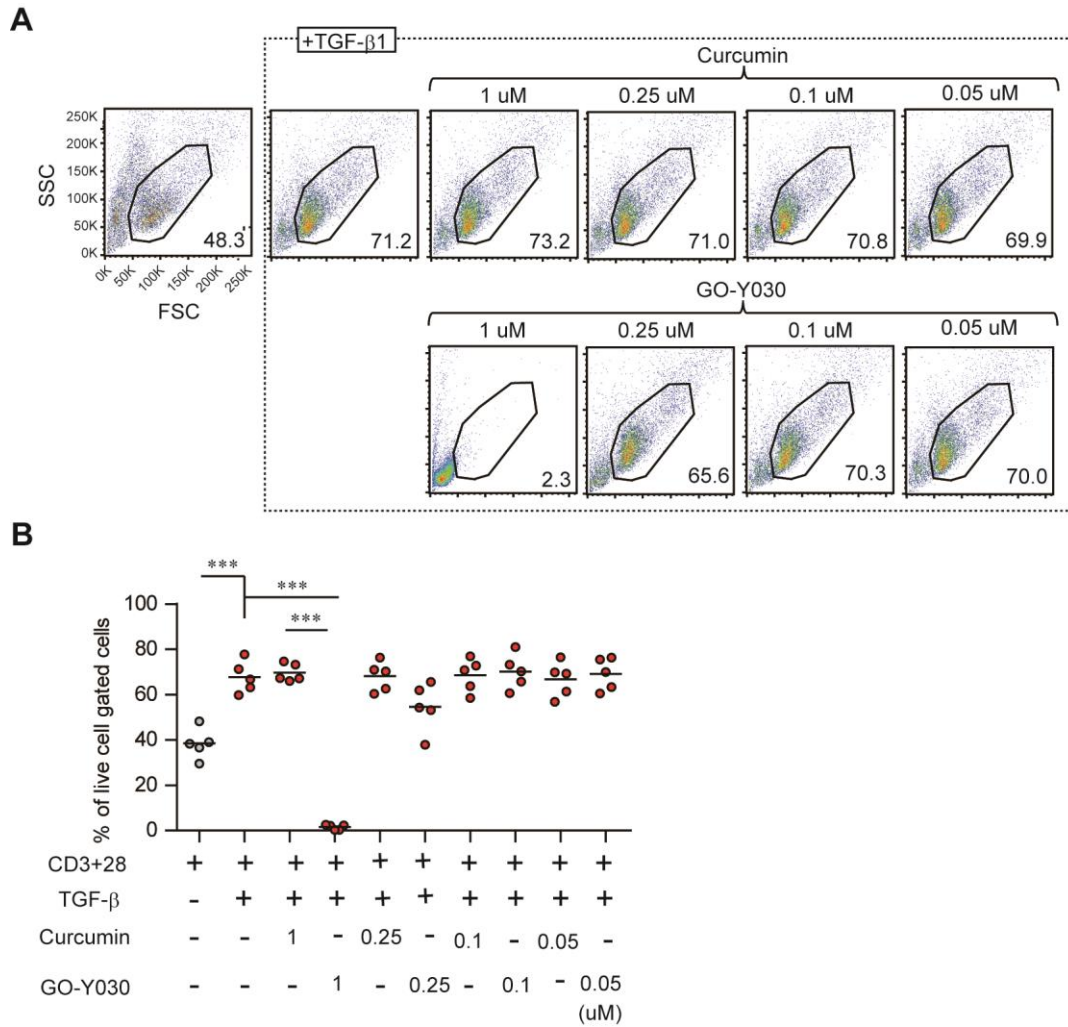 A
+TGF-β1
Curcumin
1 uM 0.25 uM 0.1 uM 0.05 uM
250K
200K
150K
100K
50K
0K
SSC
48.3
71.2
73.2
71.0
70.8
69.9
0K 50K 100K 150K 200K 250K
FSC
GO-Y030
1 uM 0.25 uM 0.1 uM 0.05 uM
2.3
65.6
70.3
70.0
B
*** *** ***
% of live cell gated cells
100
80
60
40
20
0
CD3+28 + + + + + + + + + +
TGF-β - + + + + + + + + +
Curcumin - - 1 - 0.25 - 0.1 - 0.05 -
GO-Y030 - - - 1 - 0.25 - 0.1 - 0.05
(uM)